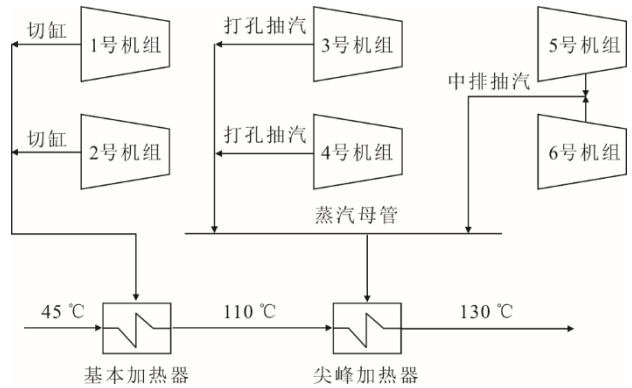 切缸
1号机组
打孔抽汽
3号机组
5号机组
中排抽汽
切缸
2号机组
打孔抽汽
4号机组
6号机组
蒸汽母管
45 ℃
110 ℃
130 ℃
基本加热器
尖峰加热器